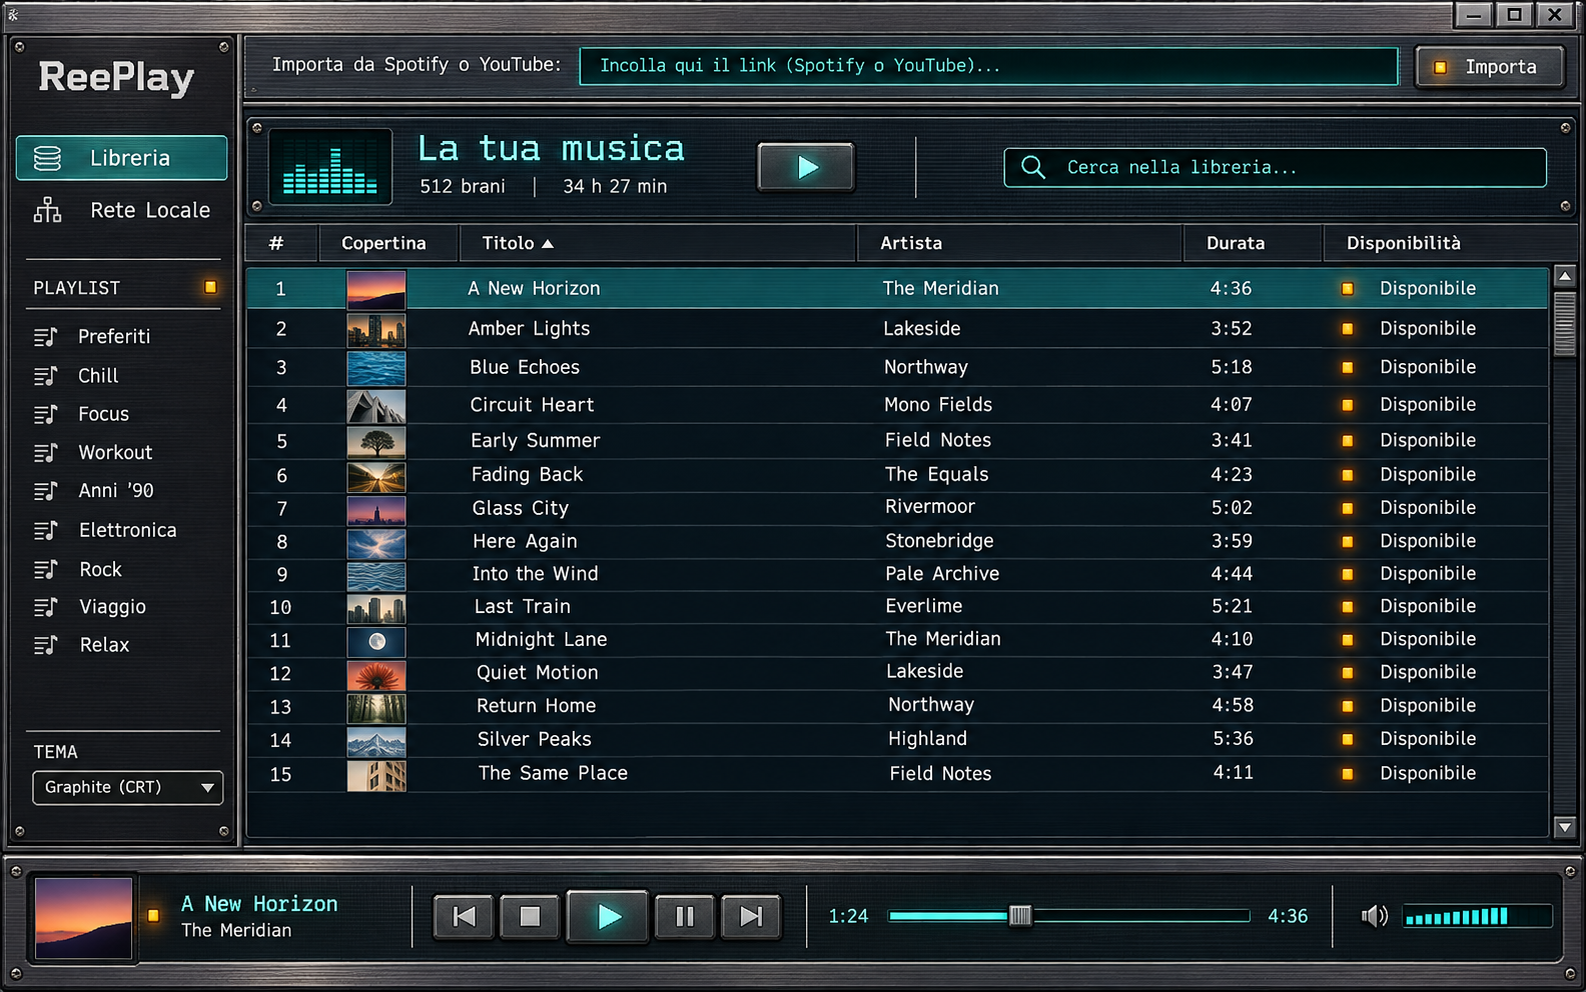 ReePlay
Importa da Spotify o YouTube:
Incolla qui il link (Spotify o YouTube)...
Importa
Libreria
Rete Locale
PLAYLIST
Preferiti
Chill
Focus
Workout
Anni '90
Elettronica
Rock
Viaggio
Relax
TEMA
Graphite (CRT)
La tua musica
512 brani | 34 h 27 min
Cerca nella libreria...
# Copertina Titolo ▲ Artista Durata Disponibilità
1 A New Horizon The Meridian 4:36 Disponibile
2 Amber Lights Lakeside 3:52 Disponibile
3 Blue Echoes Northway 5:18 Disponibile
4 Circuit Heart Mono Fields 4:07 Disponibile
5 Early Summer Field Notes 3:41 Disponibile
6 Fading Back The Equals 4:23 Disponibile
7 Glass City Rivermoor 5:02 Disponibile
8 Here Again Stonebridge 3:59 Disponibile
9 Into the Wind Pale Archive 4:44 Disponibile
10 Last Train Everlime 5:21 Disponibile
11 Midnight Lane The Meridian 4:10 Disponibile
12 Quiet Motion Lakeside 3:47 Disponibile
13 Return Home Northway 4:58 Disponibile
14 Silver Peaks Highland 5:36 Disponibile
15 The Same Place Field Notes 4:11 Disponibile
A New Horizon
The Meridian
1:24
4:36